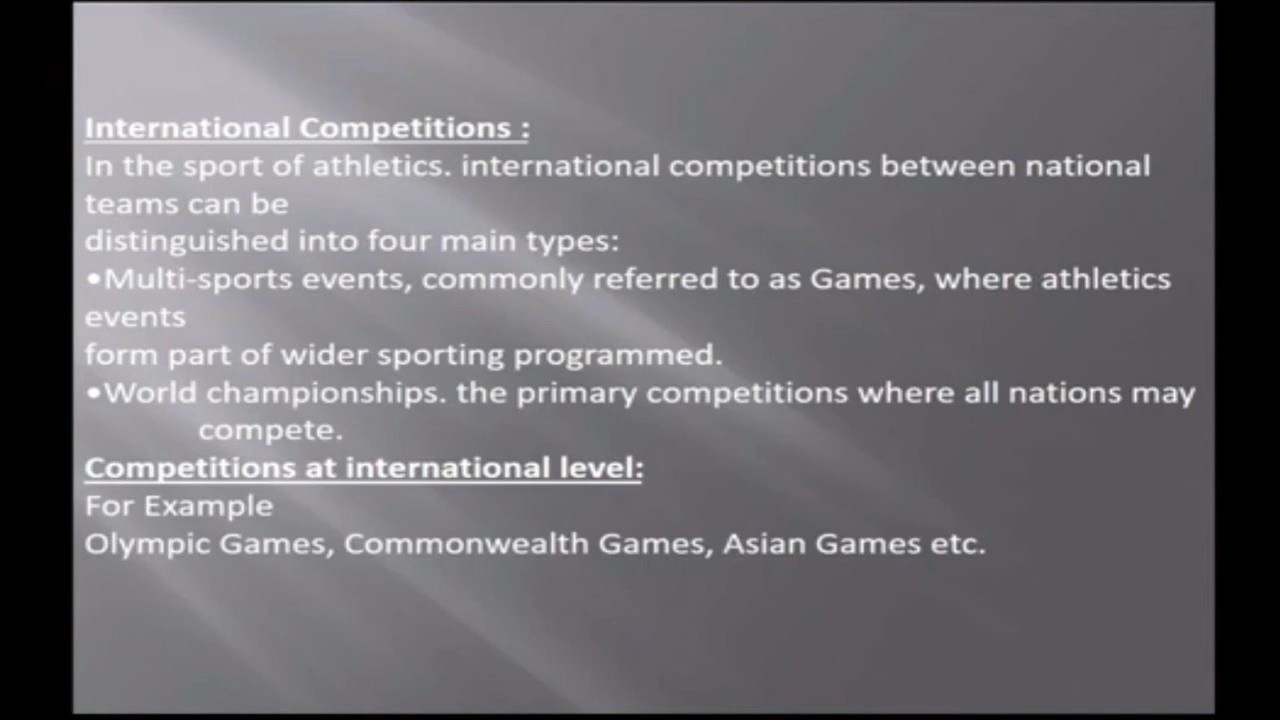 International Competitions :
In the sport of athletics. international competitions between national
teams can be
distinguished into four main types:
•Multi-sports events, commonly referred to as Games, where athletics
events
form part of wider sporting programmed.
•World championships. the primary competitions where all nations may
compete.
Competitions at international level:
For Example
Olympic Games, Commonwealth Games, Asian Games etc.